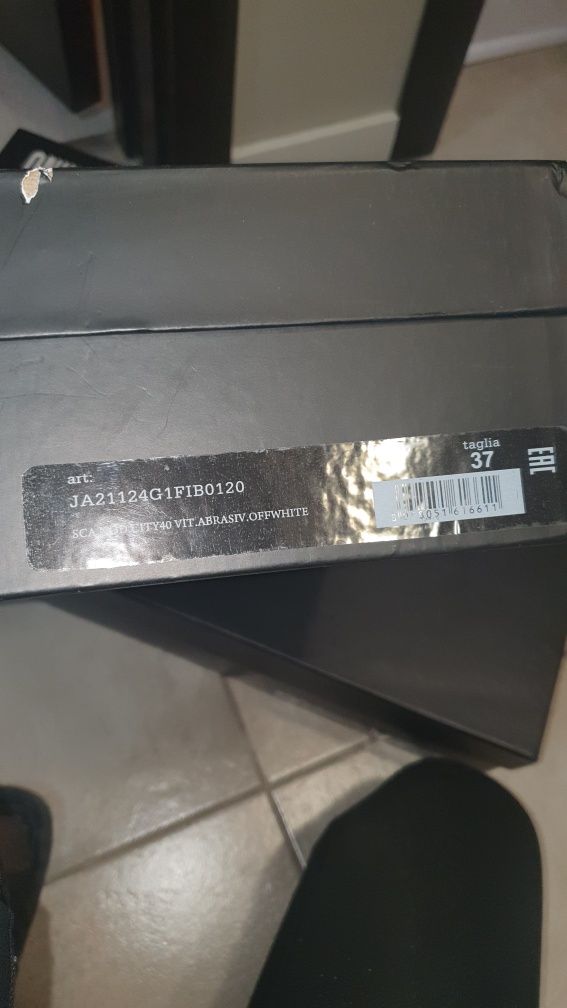 art:
JA21124G1FIB0120
CITY40 VIT.ABRASIV.OFFWHITE
taglia
37
EAC